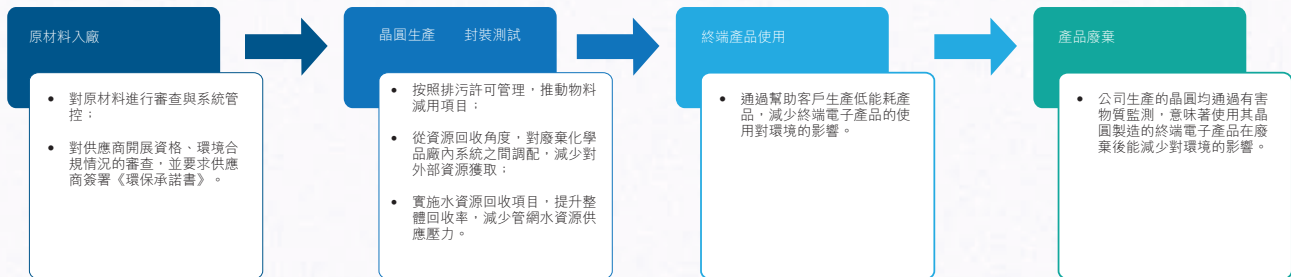 原材料入廠
對原材料進行審查與系統管
控；
對供應商開展資格、環境合
規情況的審查，並要求供應
商簽署《環保承諾書》。
晶圓生產 封裝測試
按照排污許可管理，推動物料
減用項目；
從資源回收角度，對廢棄化學
品廠內系統之間調配，減少對
外部資源獲取；
實施水資源回收項目，提升整
體回收率，減少管網水資源供
應壓力。
終端產品使用
通過幫助客戶生產低能耗產
品，減少終端電子產品的使
用對環境的影響。
產品廢棄
公司生產的晶圓均通過有害
物質監測，意味著使用其晶
圓製造的終端電子產品在廢
棄後能減少對環境的影響。